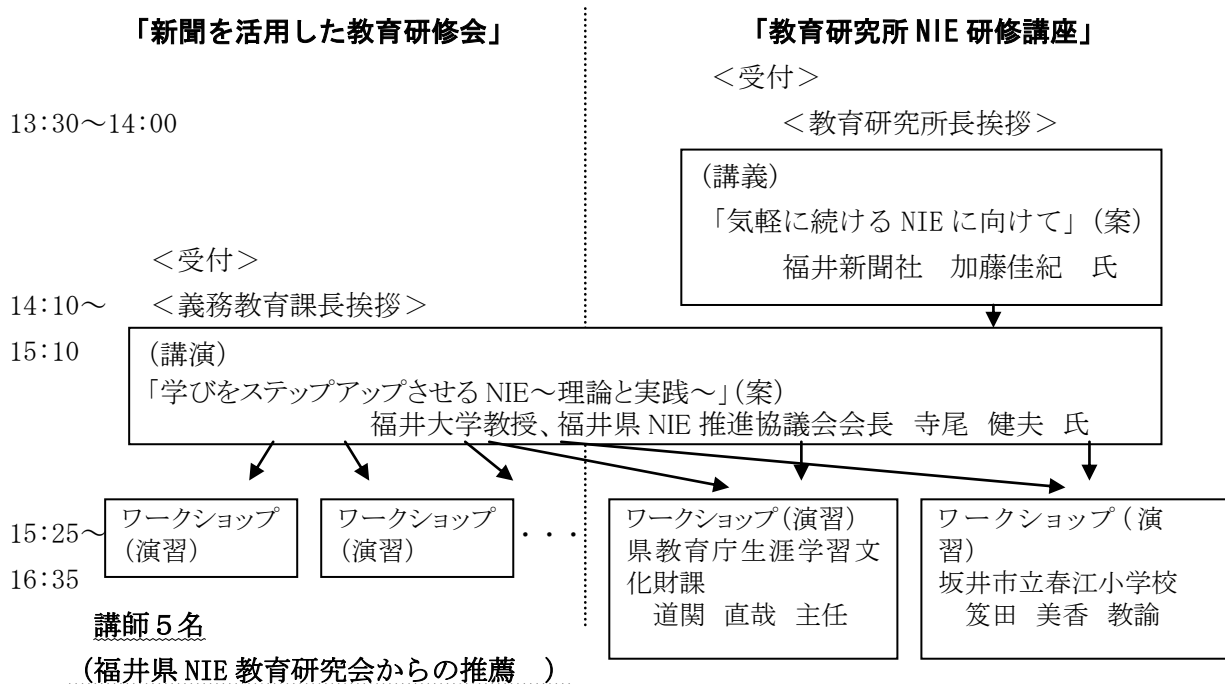 「新聞を活用した教育研修会」
「教育研究所 NIE 研修講座」
＜受付＞
13:30～14:00
＜教育研究所長挨拶＞
（講義）
「気軽に続ける NIE に向けて」（案）
福井新聞社　加藤佳紀　氏
＜受付＞
14:10～
＜義務教育課長挨拶＞
15:10
（講演）
「学びをステップアップさせる NIE～理論と実践～」（案）
福井大学教授、福井県 NIE 推進協議会会長　寺尾　健夫　氏
15:25～
16:35
ワークショップ
（演習）
ワークショップ
（演習）
・・・
ワークショップ（演習）
県教育庁生涯学習文
化財課
道関　直哉　主任
ワークショップ（演
習）
坂井市立春江小学校
笈田　美香　教諭
講師５名
（福井県 NIE 教育研究会からの推薦　）